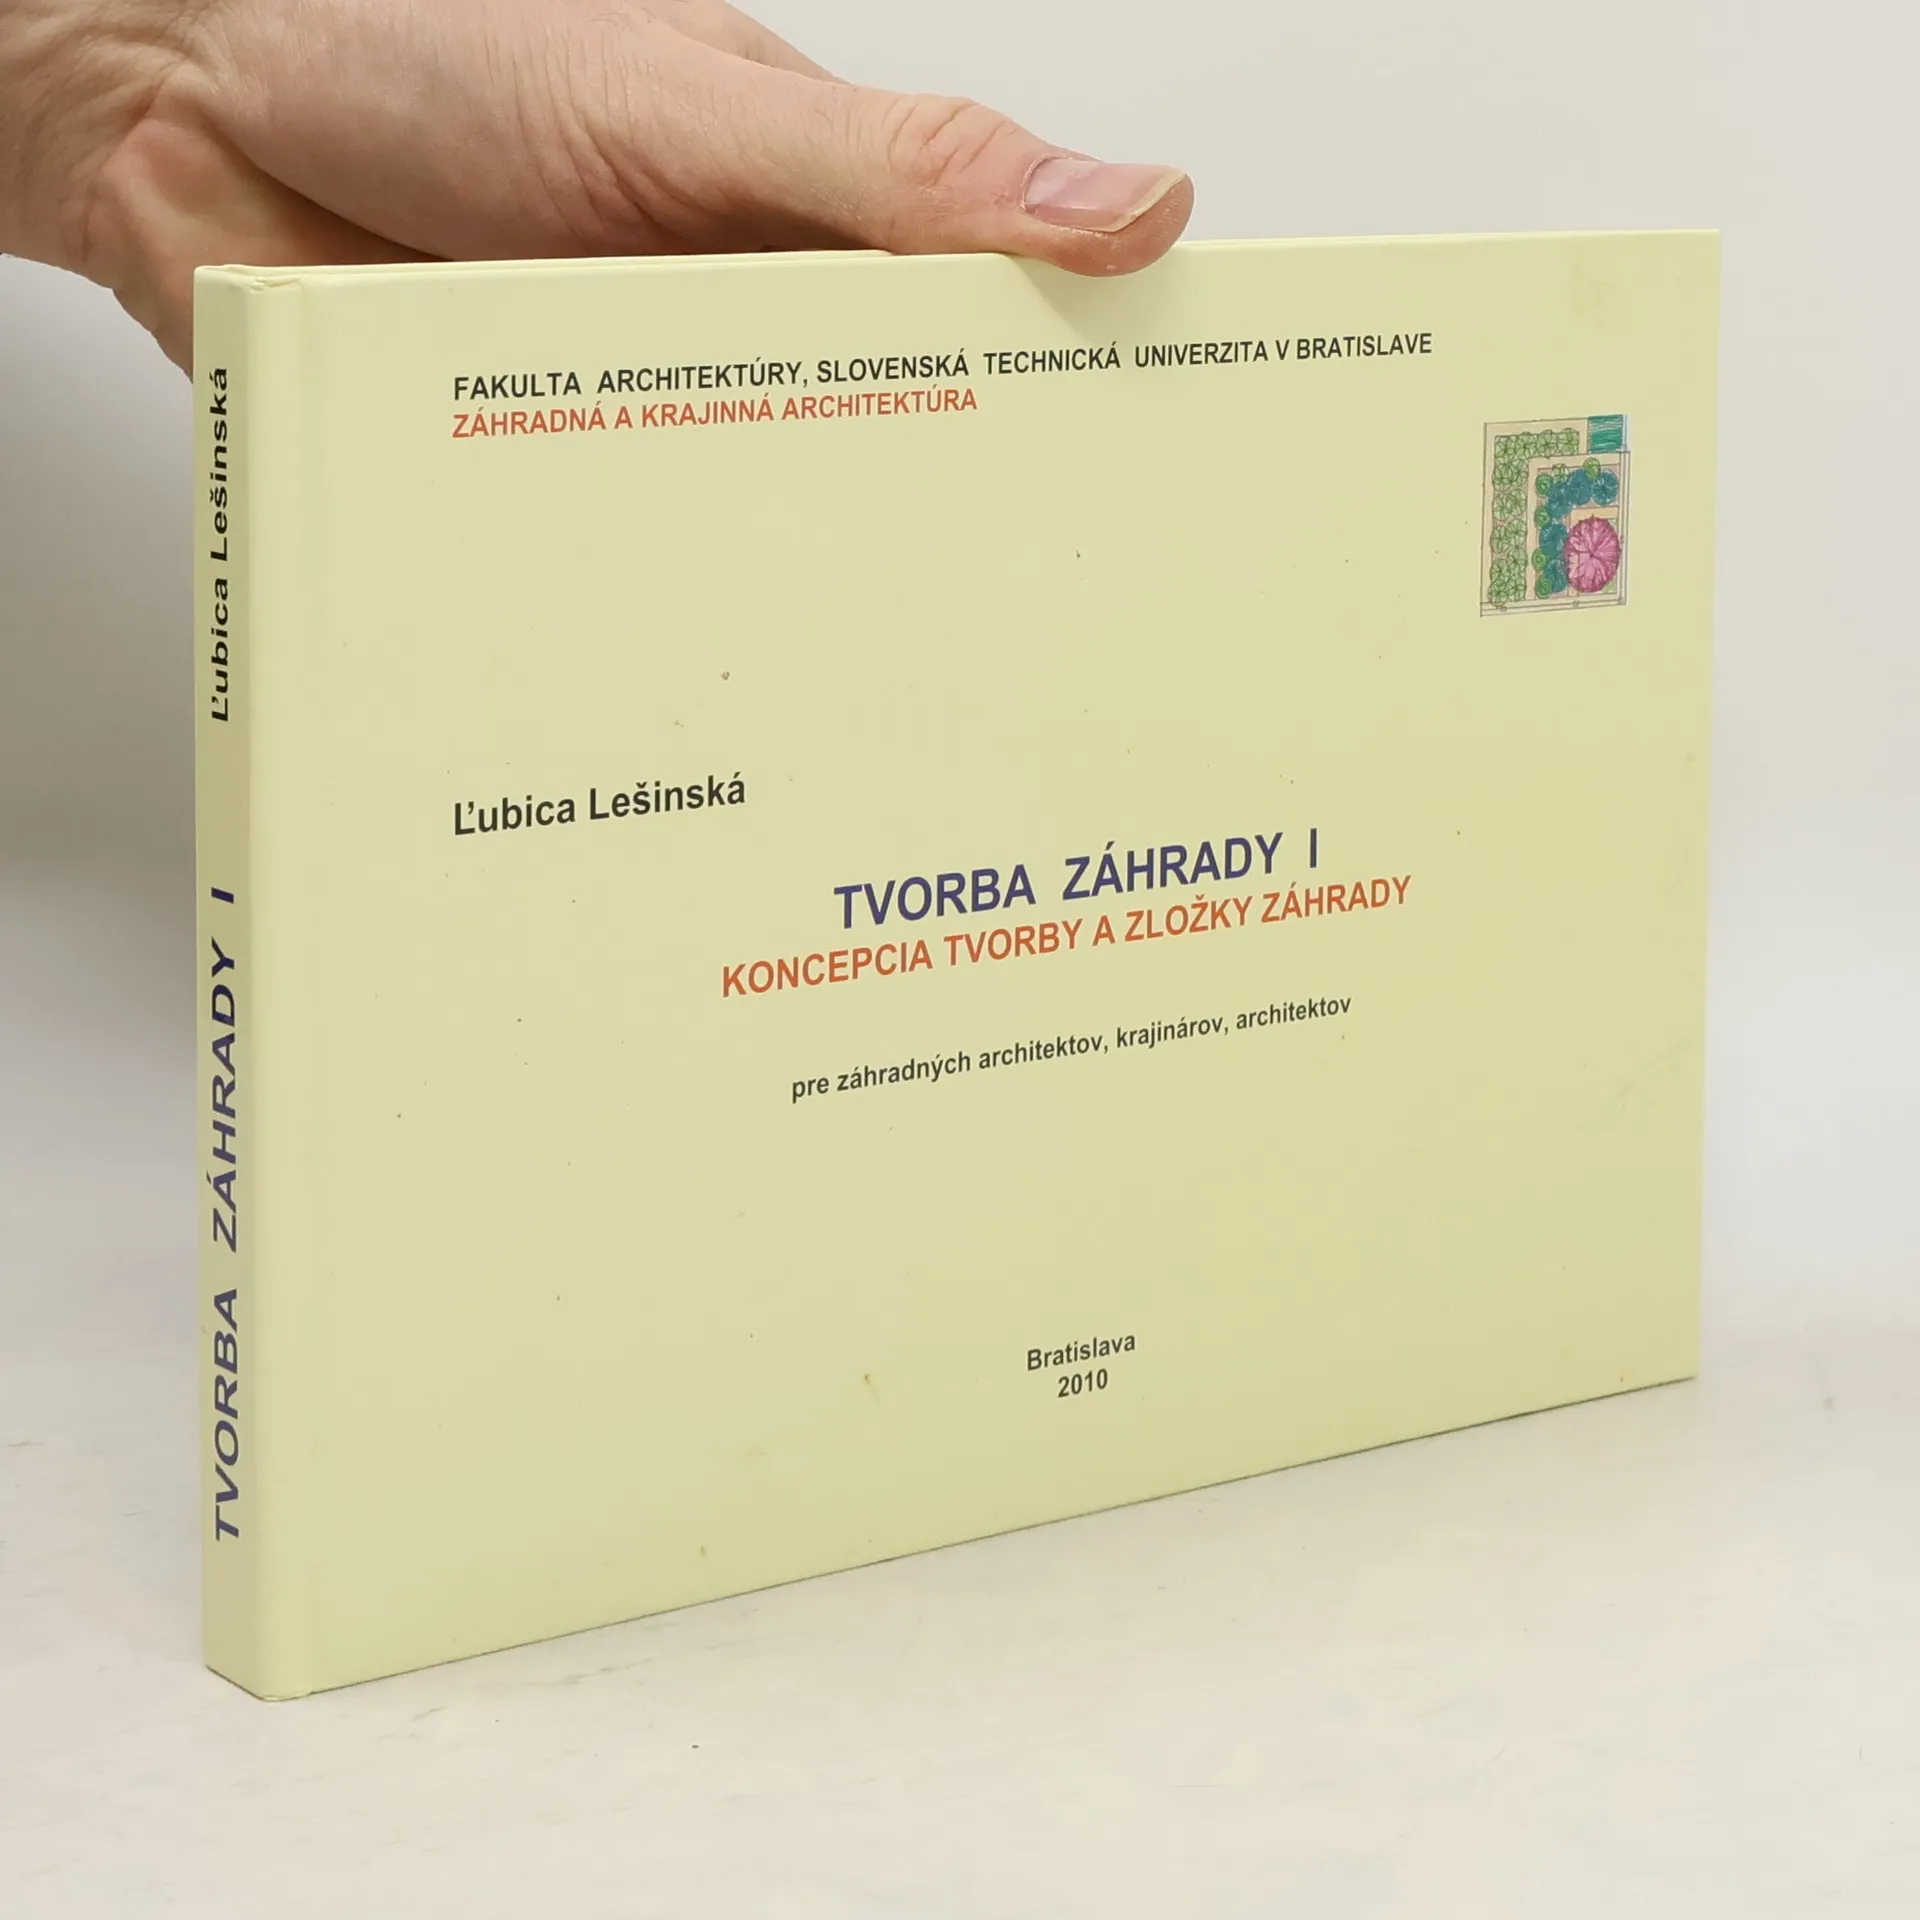 Ľubica Lešinská
TVORBA ZÁHRADY I
FAKULTA ARCHITEKTÚRY, SLOVENSKÁ TECHNICKÁ UNIVERZITA V BRATISLAVE
ZÁHRADNÁ A KRAJINNÁ ARCHITEKTÚRA
Ľubica Lešinská
TVORBA ZÁHRADY I
KONCEPCIA TVORBY A ZLOŽKY ZÁHRADY
pre záhradných architektov, krajinárov, architektov
Bratislava
2010